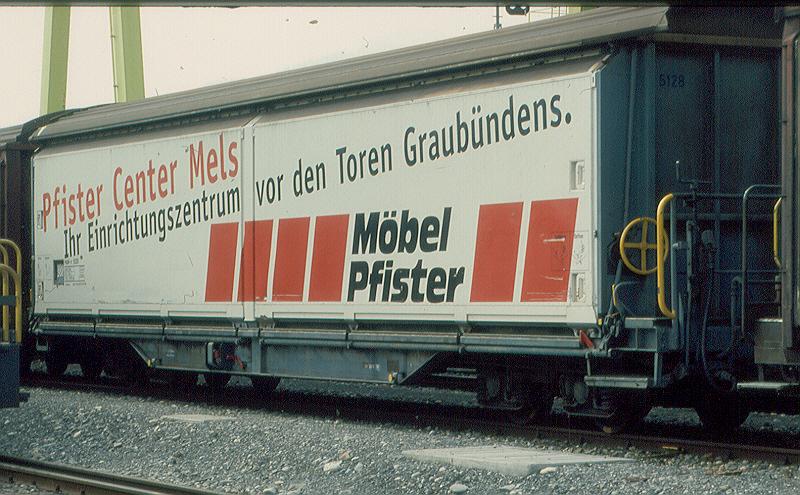 5128
Pfister Center Mels
Ihr Einrichtungszentrum vor den Toren Graubündens.
Möbel
Pfister